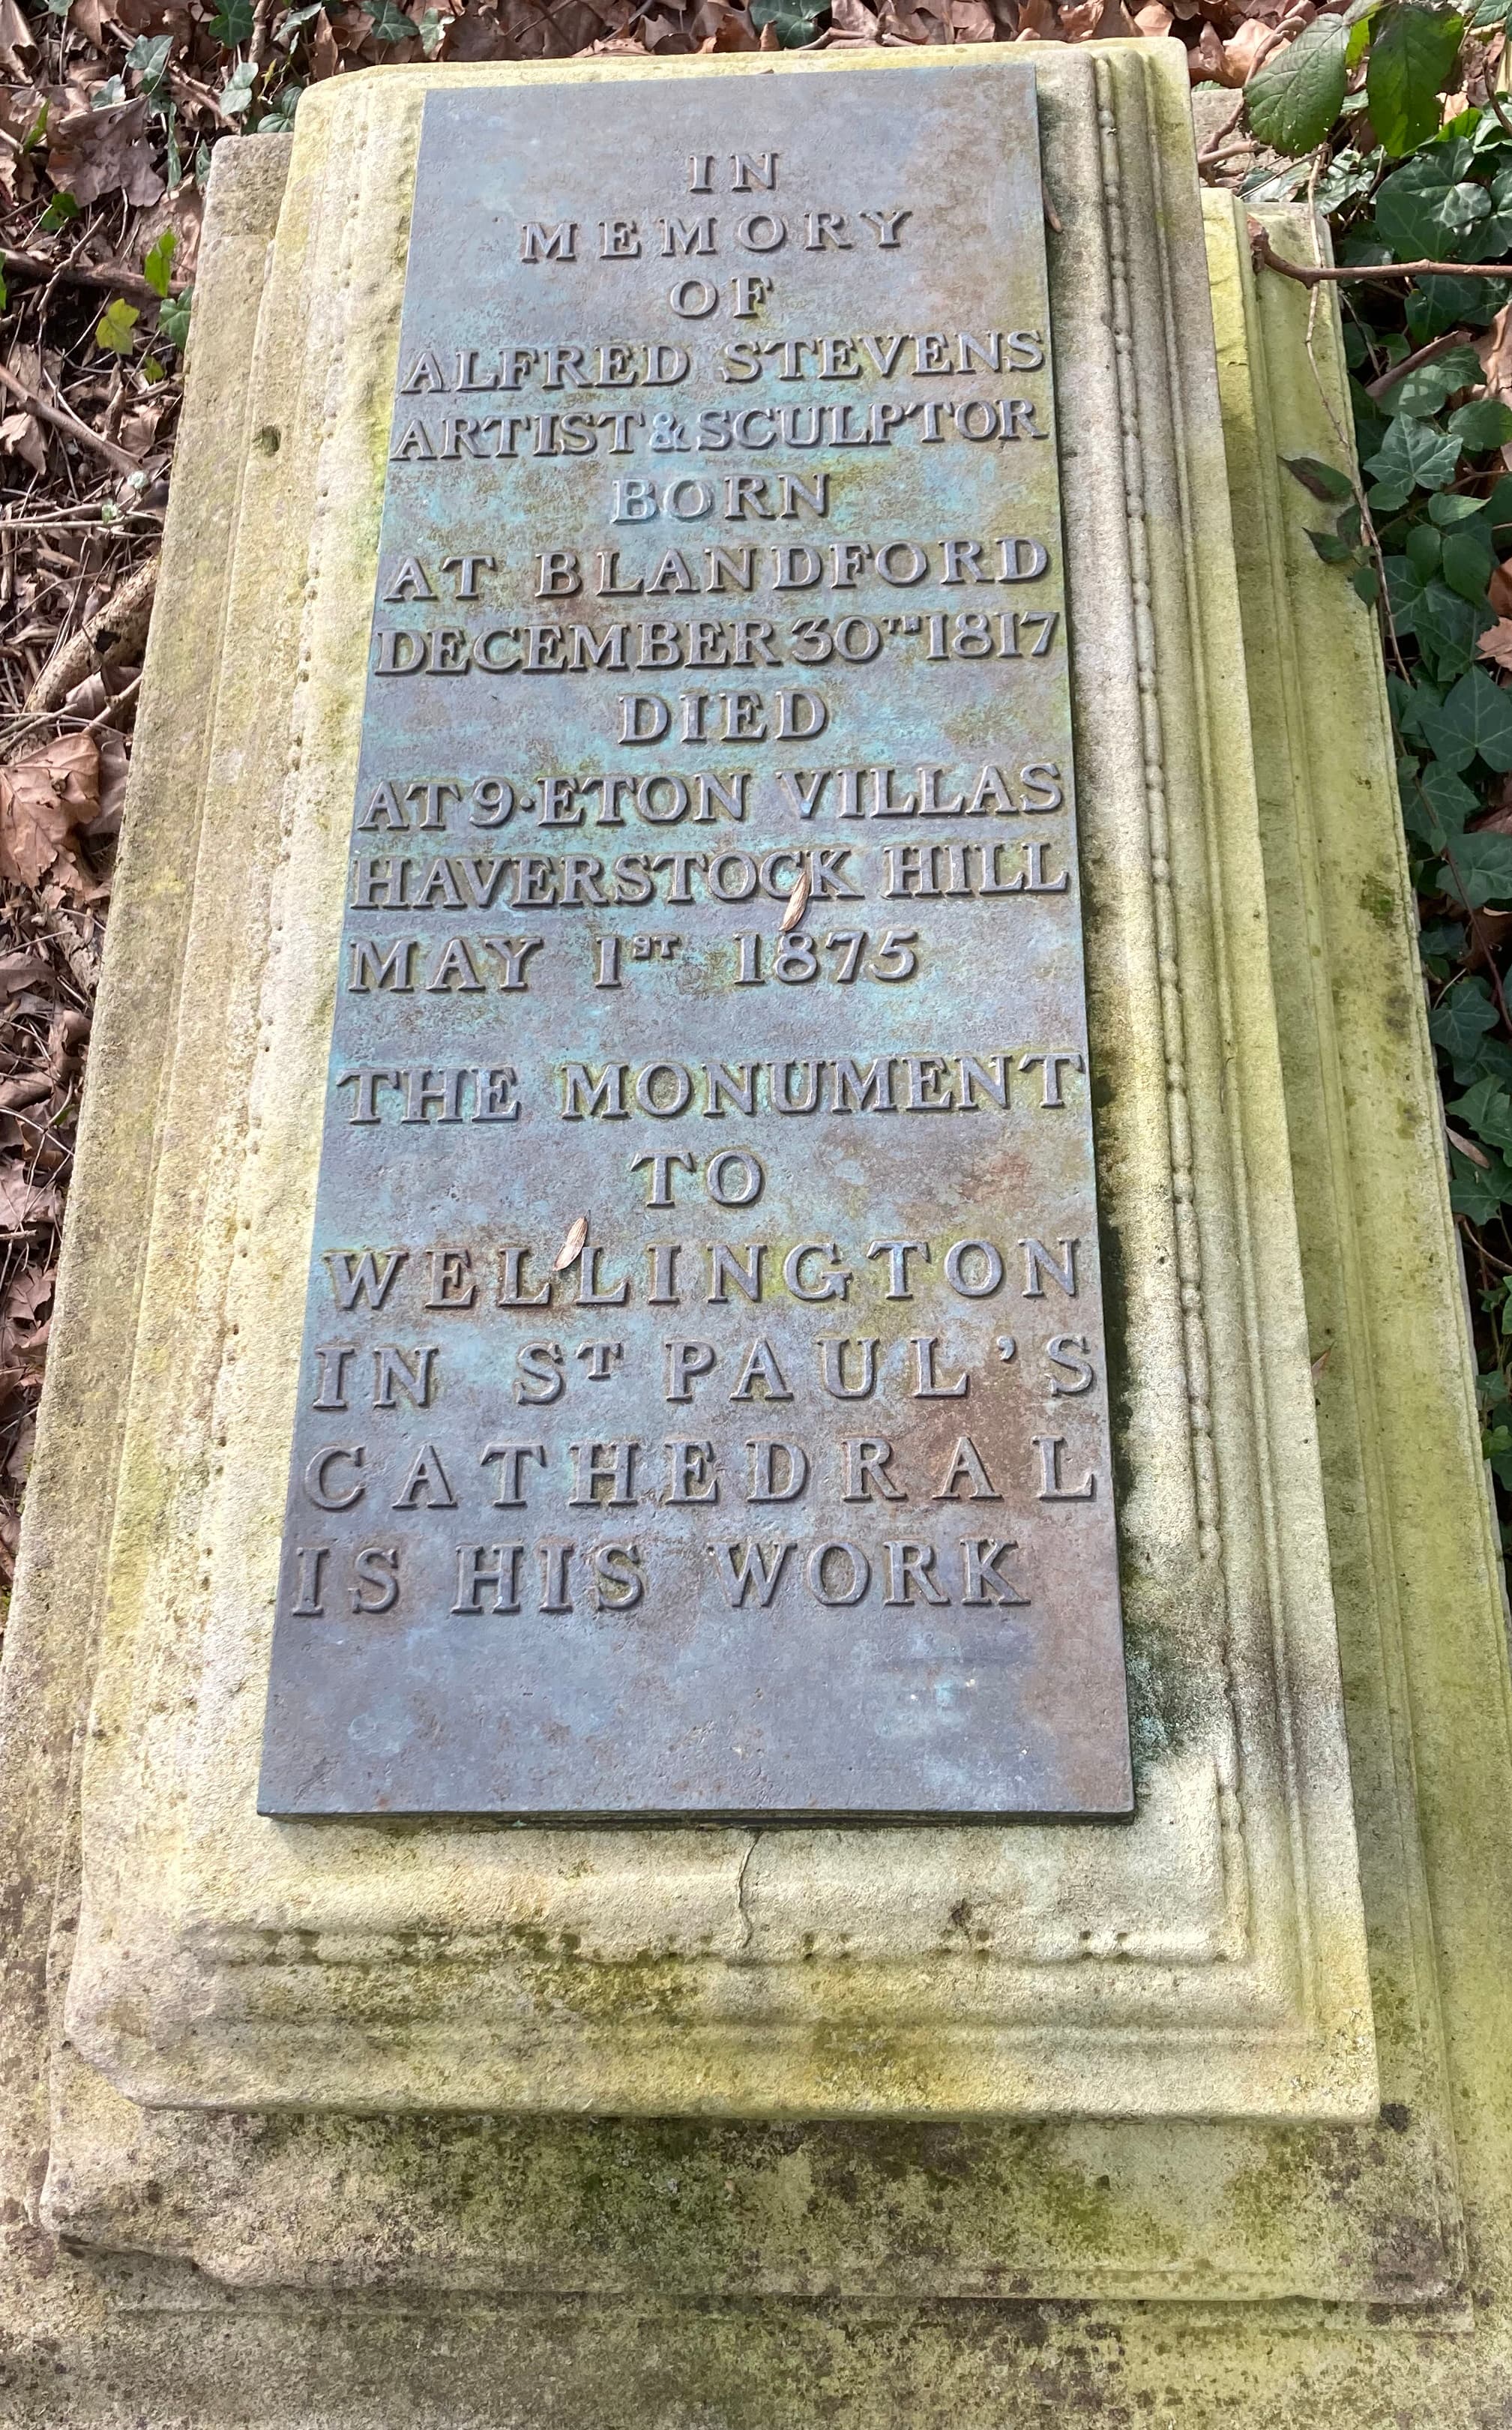 IN
MEMORY
OF
ALFRED STEVENS
ARTIST & SCULPTOR
BORN
AT BLANDFORD
DECEMBER 30TH 1817
DIED
AT 9·ETON VILLAS
HAVERSTOCK HILL
MAY 1ST 1875
THE MONUMENT
TO
WELLINGTON
IN ST PAUL'S
CATHEDRAL
IS HIS WORK